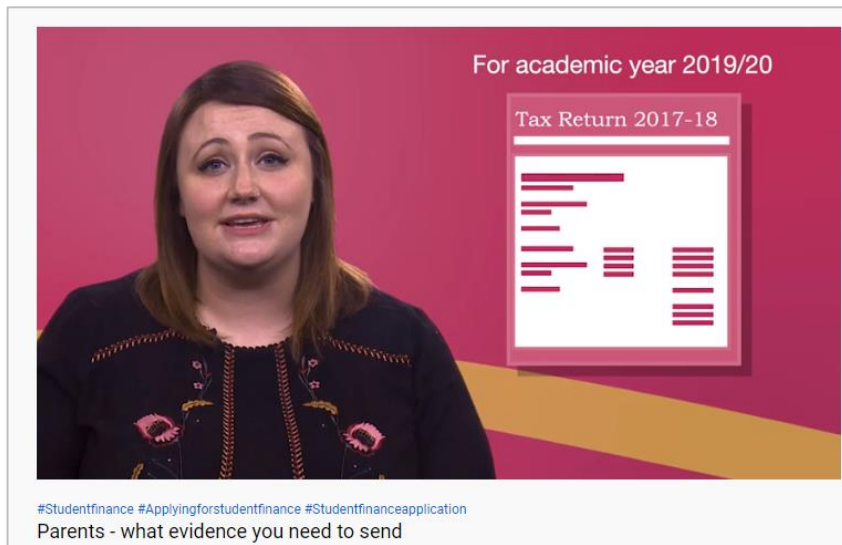 For academic year 2019/20
Tax Return 2017-18
#Studentfinance #Applyingforstudentfinance #Studentfinanceapplication
Parents - what evidence you need to send